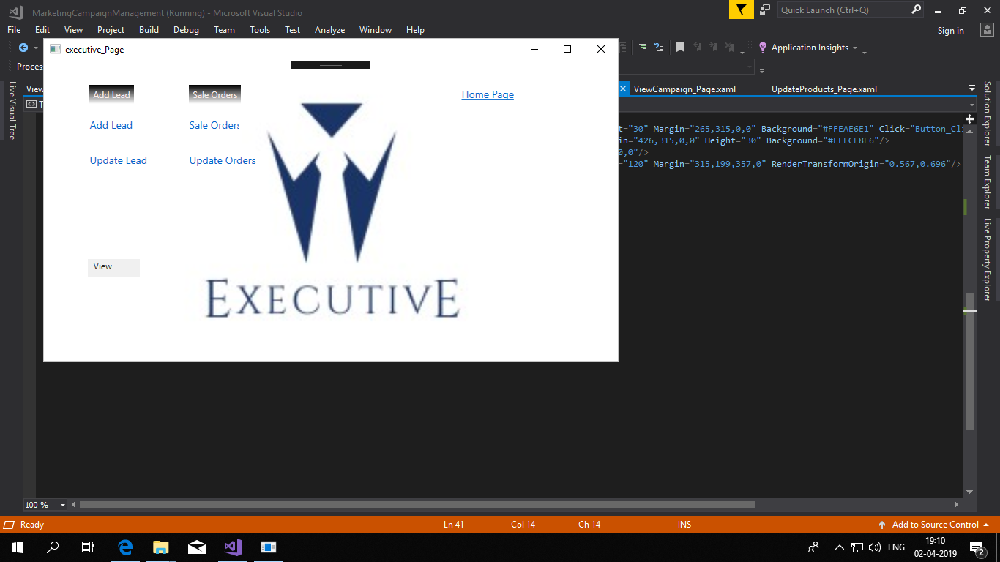 MarketingCampaignManagement (Running) - Microsoft Visual Studio
Quick Launch (Ctrl+Q)
File Edit View Project Build Debug Team Tools Test Analyze Window Help
Sign in
executive_Page
Application Insights
Live Visual Tree
ViewCampaign_Page.xaml UpdateProducts_Page.xaml
Solution Explorer
Team Explorer
Live Property Explorer
="30" Margin="265,315,0,0" Background="#FFEAE6E1" Click="Button_Cl
in="426,315,0,0" Height="30" Background="#FFECE8E6"/>
0,0"/>
="120" Margin="315,199,357,0" RenderTransformOrigin="0.567,0.696"/>
Add Lead Sale Orders Home Page
Add Lead Sale Orders
Update Lead Update Orders
View
EXECUTIVE
100 %
Ready Ln 41 Col 14 Ch 14 INS Add to Source Control
ENG 19:10
02-04-2019
2